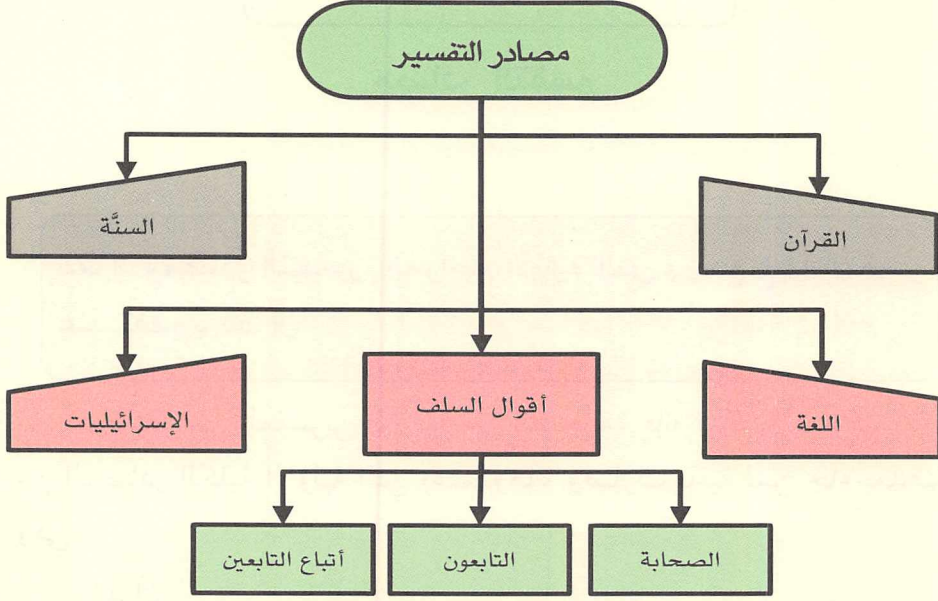 مصادر التفسير
القرآن
السنَّة
اللغة
أقوال السلف
الإسرائيليات
الصحابة
التابعون
أتباع التابعين